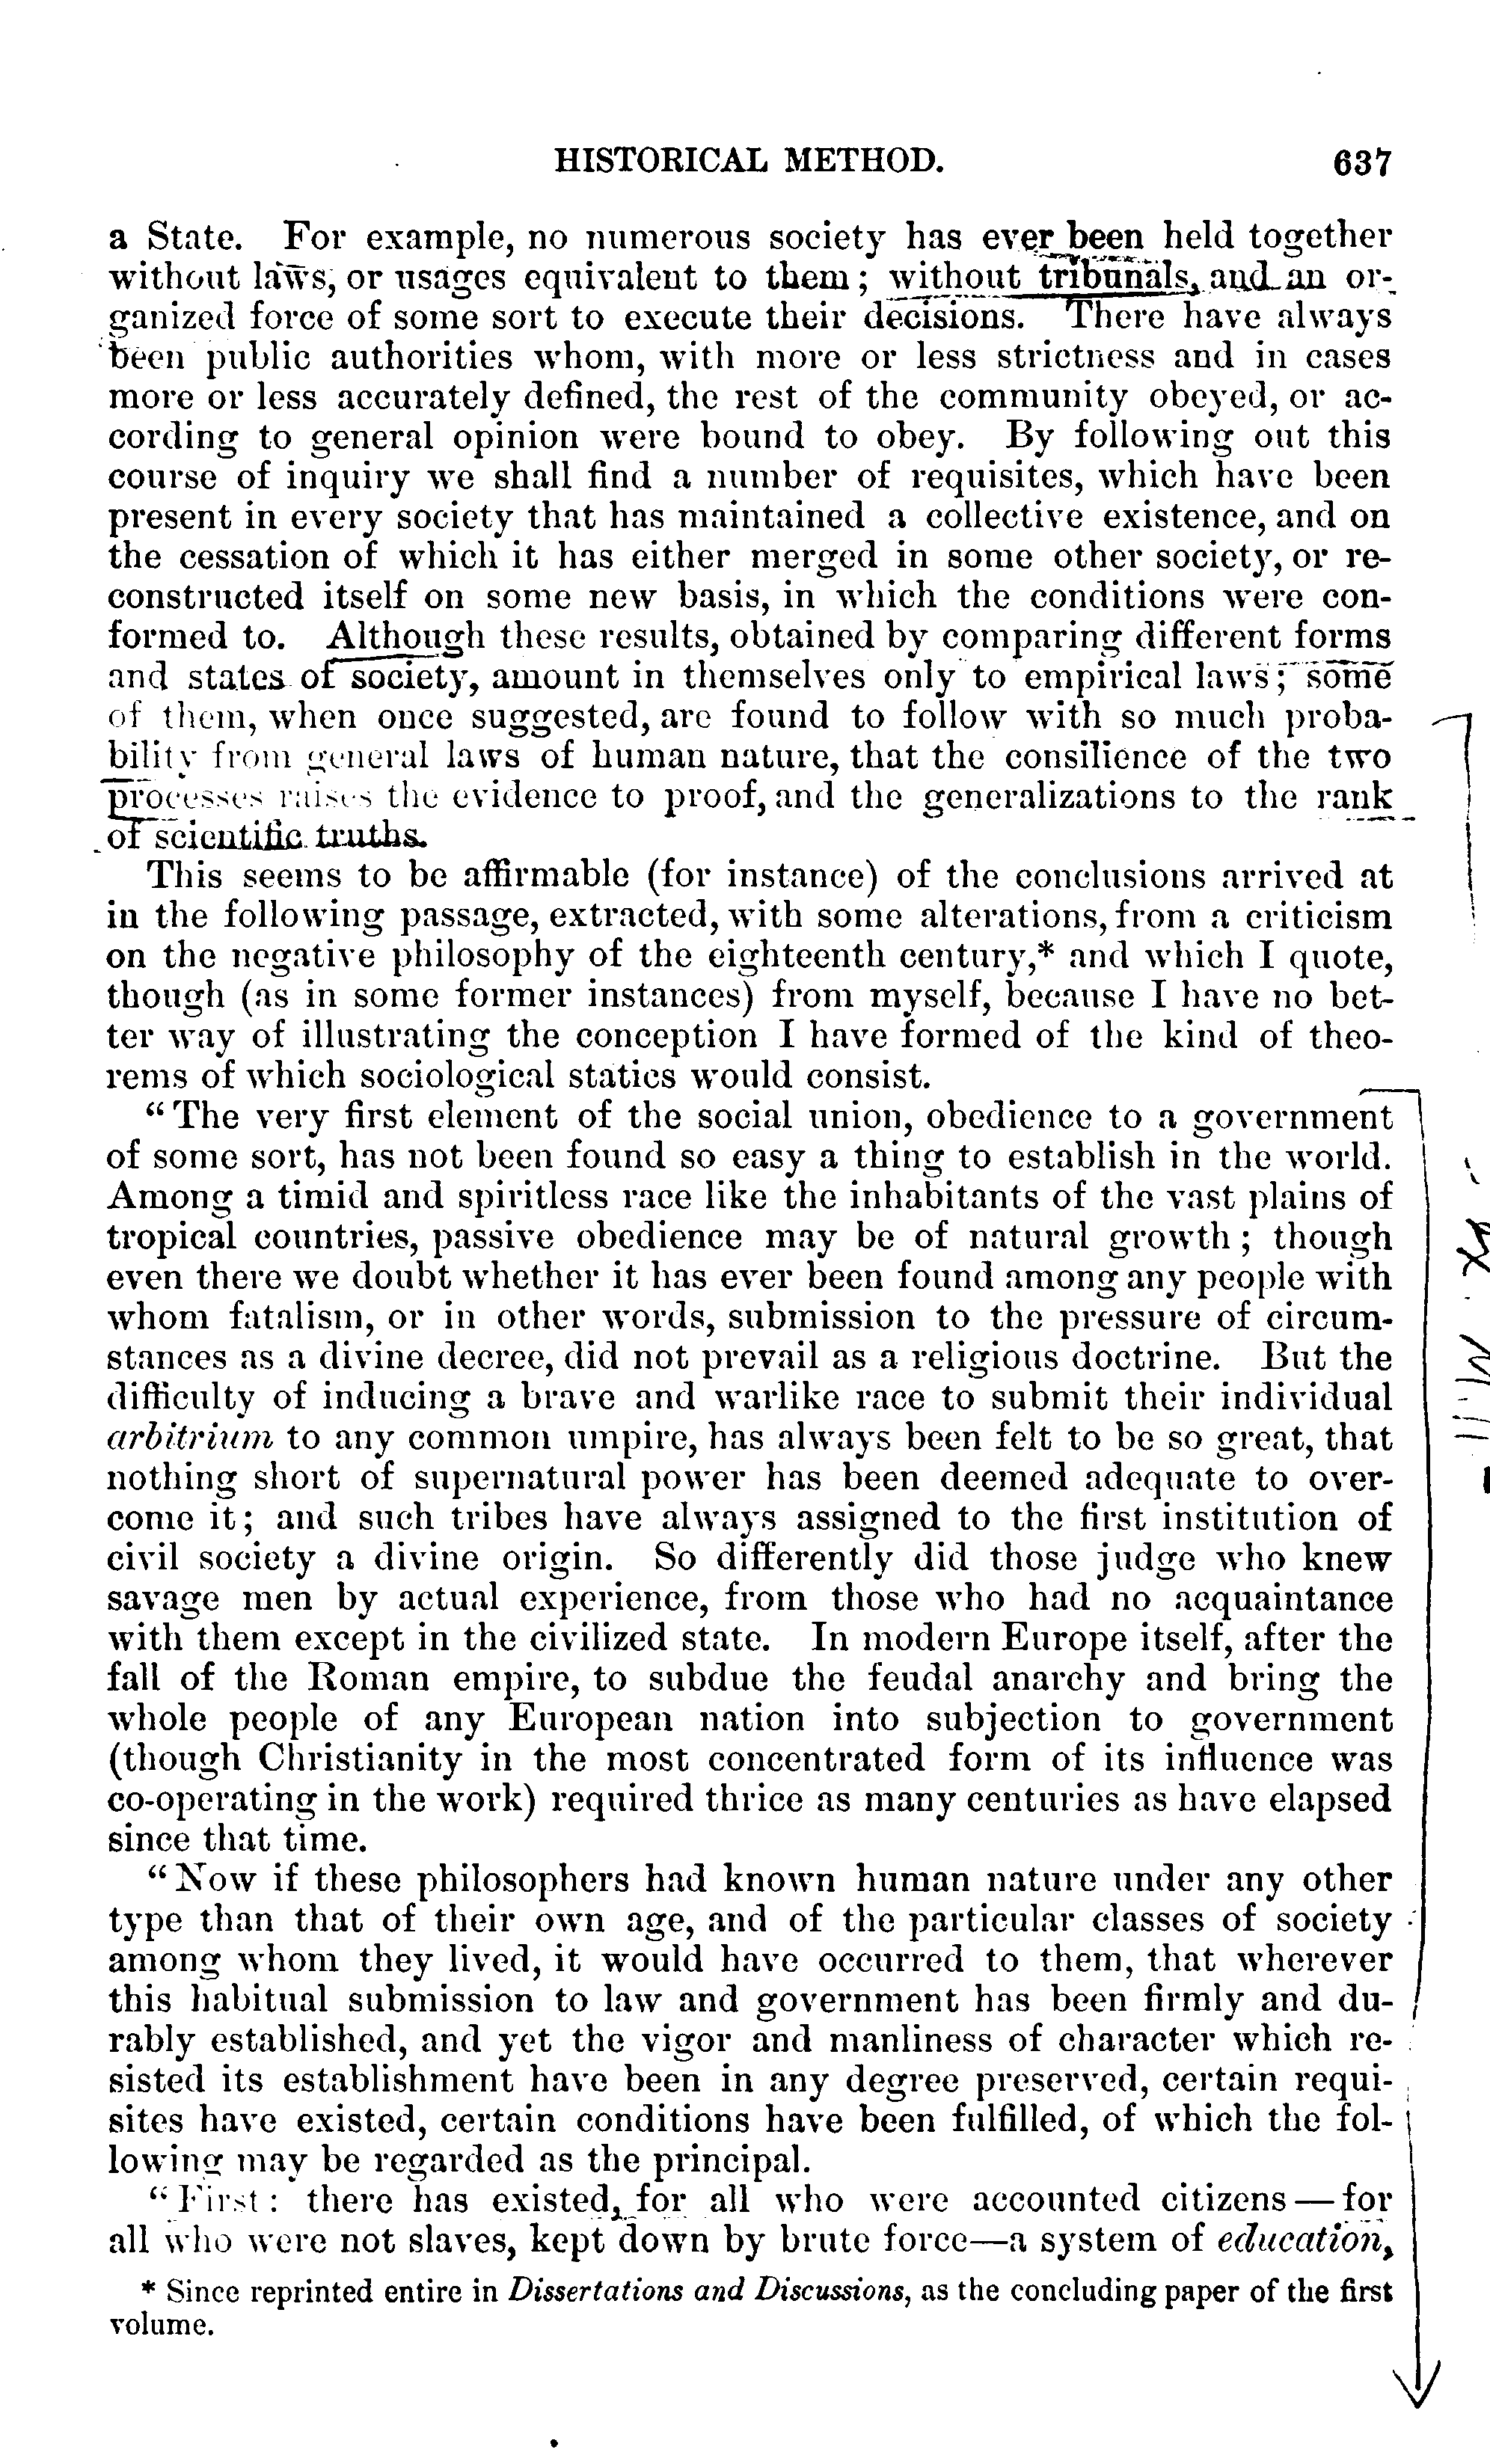 HISTORICAL METHOD. 637
a State. For example, no numerous society has ever been held together
without laws, or usages equivalent to them; without tribunals, and an or-
ganized force of some sort to execute their decisions. There have always
been public authorities whom, with more or less strictness and in cases
more or less accurately defined, the rest of the community obeyed, or ac-
cording to general opinion were bound to obey. By following out this
course of inquiry we shall find a number of requisites, which have been
present in every society that has maintained a collective existence, and on
the cessation of which it has either merged in some other society, or re-
constructed itself on some new basis, in which the conditions were con-
formed to. Although these results, obtained by comparing different forms
and states of society, amount in themselves only to empirical laws; some
of them, when once suggested, are found to follow with so much proba-
bility from general laws of human nature, that the consilience of the two
processes raises the evidence to proof, and the generalizations to the rank
of scientific truths.
This seems to be affirmable (for instance) of the conclusions arrived at
in the following passage, extracted, with some alterations, from a criticism
on the negative philosophy of the eighteenth century,* and which I quote,
though (as in some former instances) from myself, because I have no bet-
ter way of illustrating the conception I have formed of the kind of theo-
rems of which sociological statics would consist.
"The very first element of the social union, obedience to a government
of some sort, has not been found so easy a thing to establish in the world.
Among a timid and spiritless race like the inhabitants of the vast plains of
tropical countries, passive obedience may be of natural growth; though
even there we doubt whether it has ever been found among any people with
whom fatalism, or in other words, submission to the pressure of circum-
stances as a divine decree, did not prevail as a religious doctrine. But the
difficulty of inducing a brave and warlike race to submit their individual
arbitrium to any common umpire, has always been felt to be so great, that
nothing short of supernatural power has been deemed adequate to over-
come it; and such tribes have always assigned to the first institution of
civil society a divine origin. So differently did those judge who knew
savage men by actual experience, from those who had no acquaintance
with them except in the civilized state. In modern Europe itself, after the
fall of the Roman empire, to subdue the feudal anarchy and bring the
whole people of any European nation into subjection to government
(though Christianity in the most concentrated form of its influence was
co-operating in the work) required thrice as many centuries as have elapsed
since that time.
"Now if these philosophers had known human nature under any other
type than that of their own age, and of the particular classes of society
among whom they lived, it would have occurred to them, that wherever
this habitual submission to law and government has been firmly and du-
rably established, and yet the vigor and manliness of character which re-
sisted its establishment have been in any degree preserved, certain requi-
sites have existed, certain conditions have been fulfilled, of which the fol-
lowing may be regarded as the principal.
"First: there has existed, for all who were accounted citizens—for
all who were not slaves, kept down by brute force—a system of education,
* Since reprinted entire in Dissertations and Discussions, as the concluding paper of the first
volume.